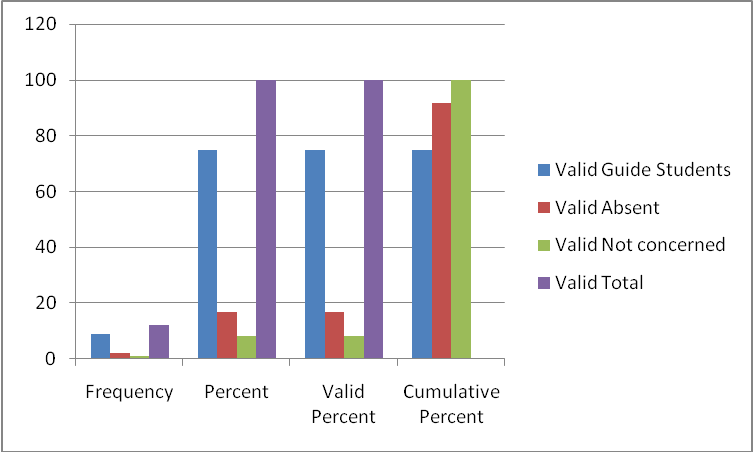 120
100
80
60
40
20
0
Frequency
Percent
Valid
Percent
Cumulative
Percent
Valid Guide Students
Valid Absent
Valid Not concerned
Valid Total